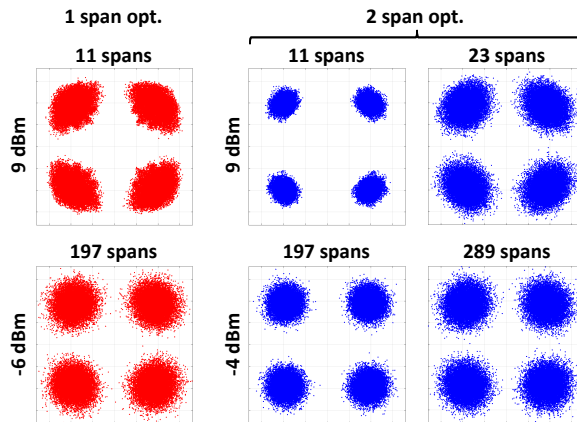 1 span opt.
2 span opt.
11 spans
11 spans
23 spans
9 dBm
9 dBm
197 spans
197 spans
289 spans
-6 dBm
-4 dBm